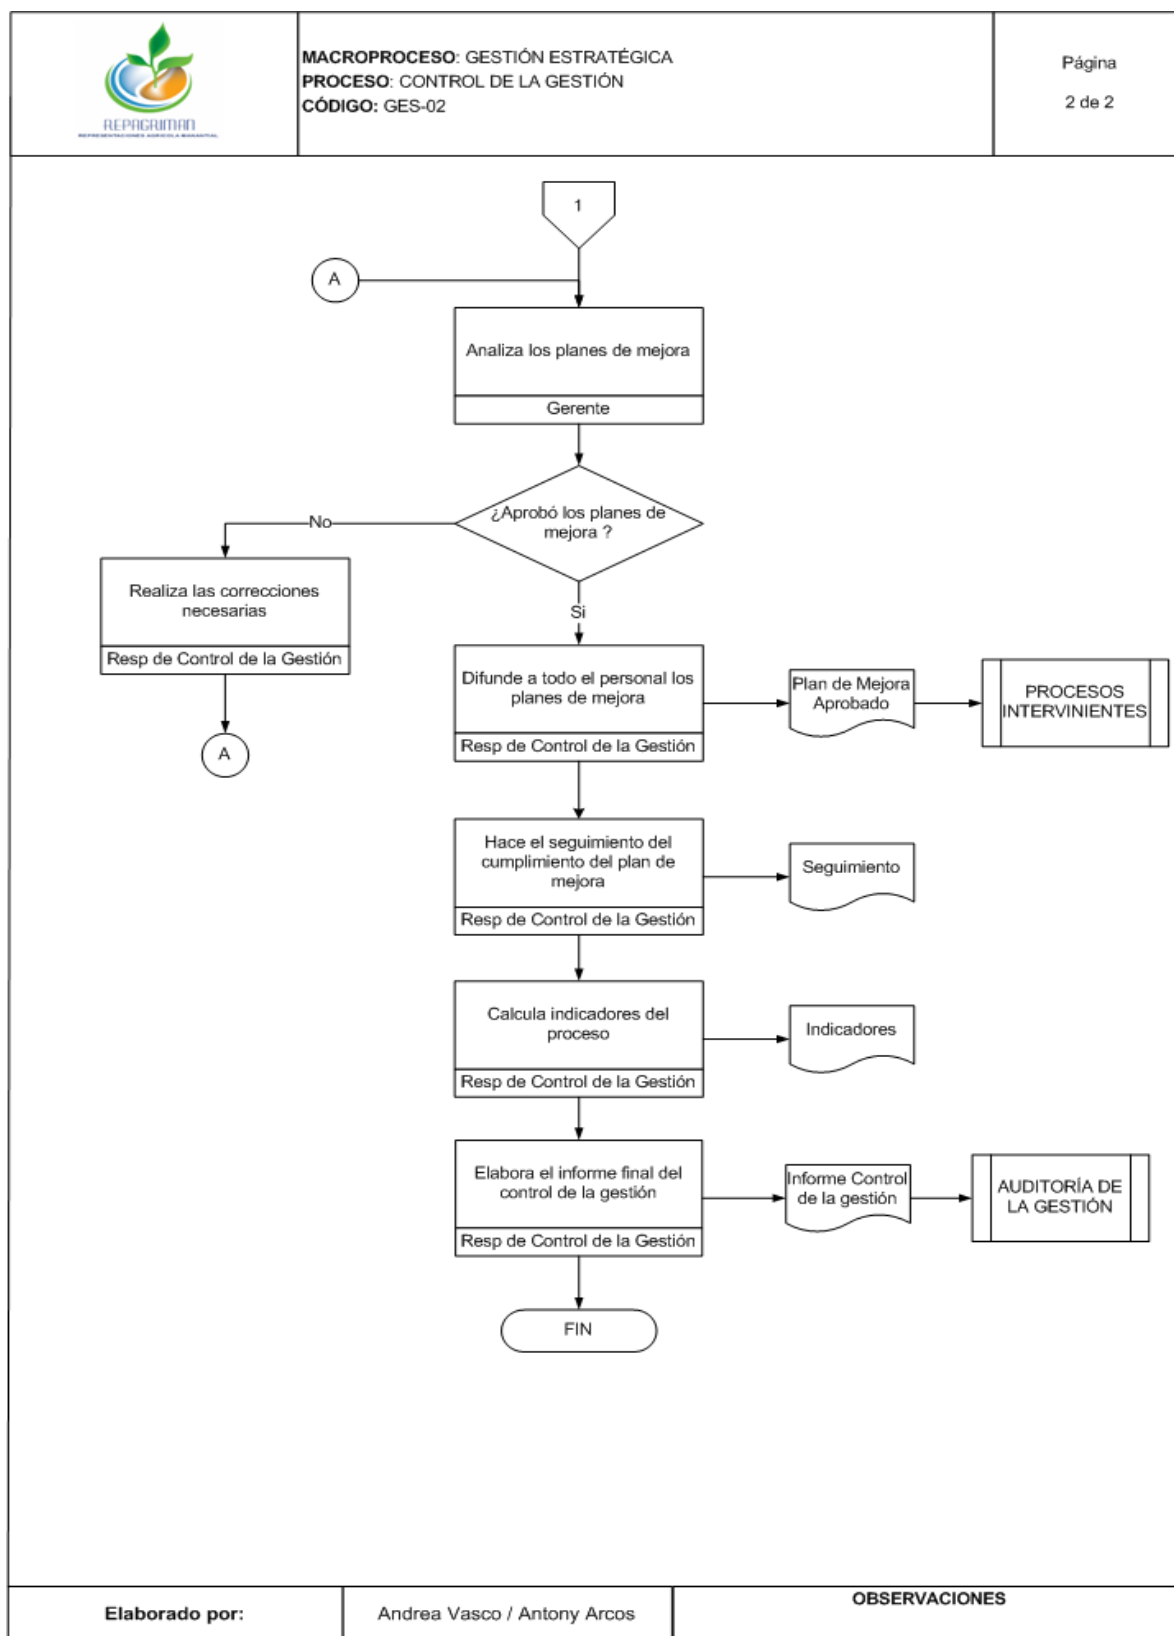 REPAGRIMAN
REPRESENTACIONES AGRICOLA MANANTIAL
MACROPROCESO: GESTIÓN ESTRATÉGICA
PROCESO: CONTROL DE LA GESTIÓN
CÓDIGO: GES-02
Página
2 de 2
1
A
Analiza los planes de mejora
Gerente
¿Aprobó los planes de
mejora ?
No
Realiza las correcciones
necesarias
Resp de Control de la Gestión
A
Si
Difunde a todo el personal los
planes de mejora
Resp de Control de la Gestión
Plan de Mejora
Aprobado
PROCESOS
INTERVINIENTES
Hace el seguimiento del
cumplimiento del plan de
mejora
Resp de Control de la Gestión
Seguimiento
Calcula indicadores del
proceso
Resp de Control de la Gestión
Indicadores
Elabora el informe final del
control de la gestión
Resp de Control de la Gestión
Informe Control
de la gestión
AUDITORÍA DE
LA GESTIÓN
FIN
Elaborado por:
Andrea Vasco / Antony Arcos
OBSERVACIONES